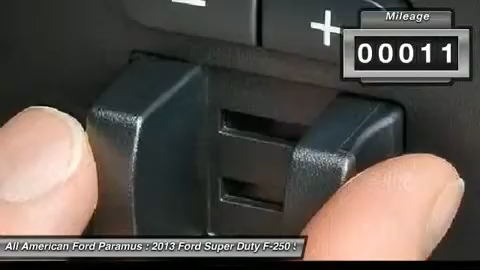 Mileage
00011
− +
All American Ford Paramus : 2013 Ford Super Duty F-250